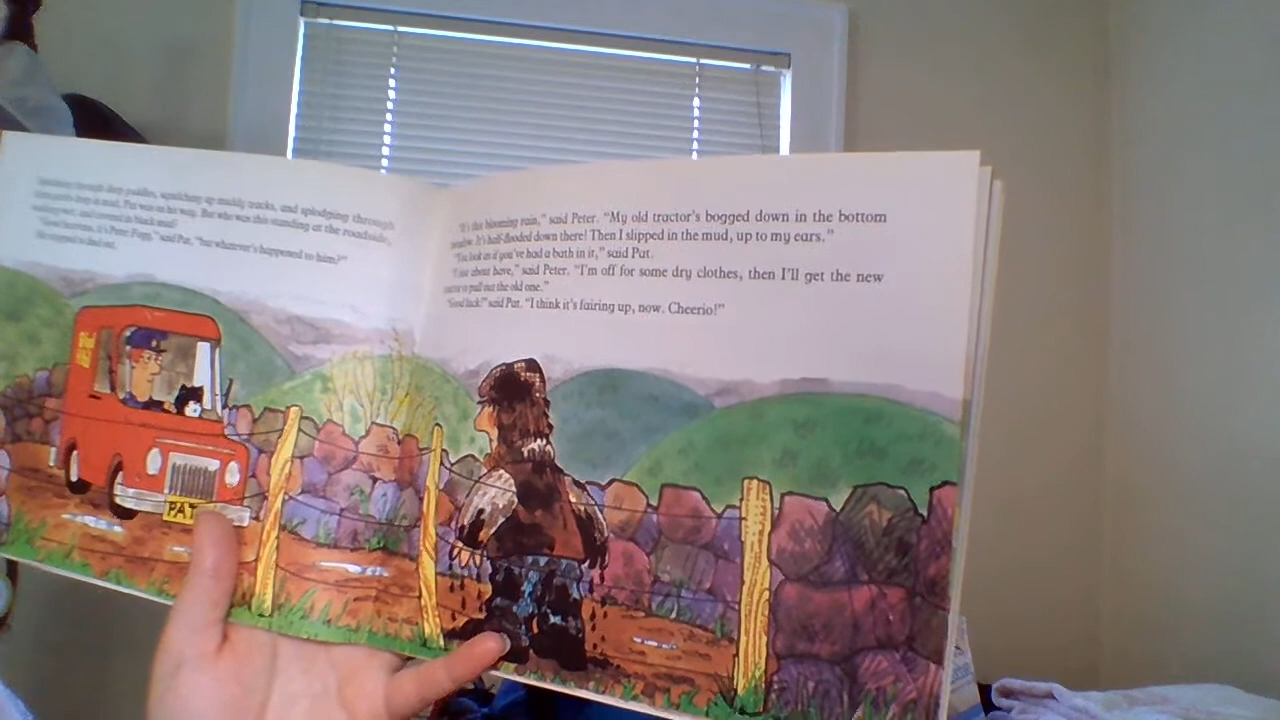 through deep puddles, squelching up muddy tracks, and splodging through
deep in mud, Pat was on his way. But who was this standing at the roadside,
wet, and covered in black mud?
"Good heavens, it's Peter Fogg," said Pat, "but whatever's happened to him?"
He stopped to find out.
"It's this blooming rain," said Peter. "My old tractor's bogged down in the bottom
meadow. It's half-flooded down there! Then I slipped in the mud, up to my ears."
"You look as if you've had a bath in it," said Pat.
"I just about have," said Peter. "I'm off for some dry clothes, then I'll get the new
to pull out the old one."
"Good luck!" said Pat. "I think it's fairing up, now. Cheerio!"
PAT